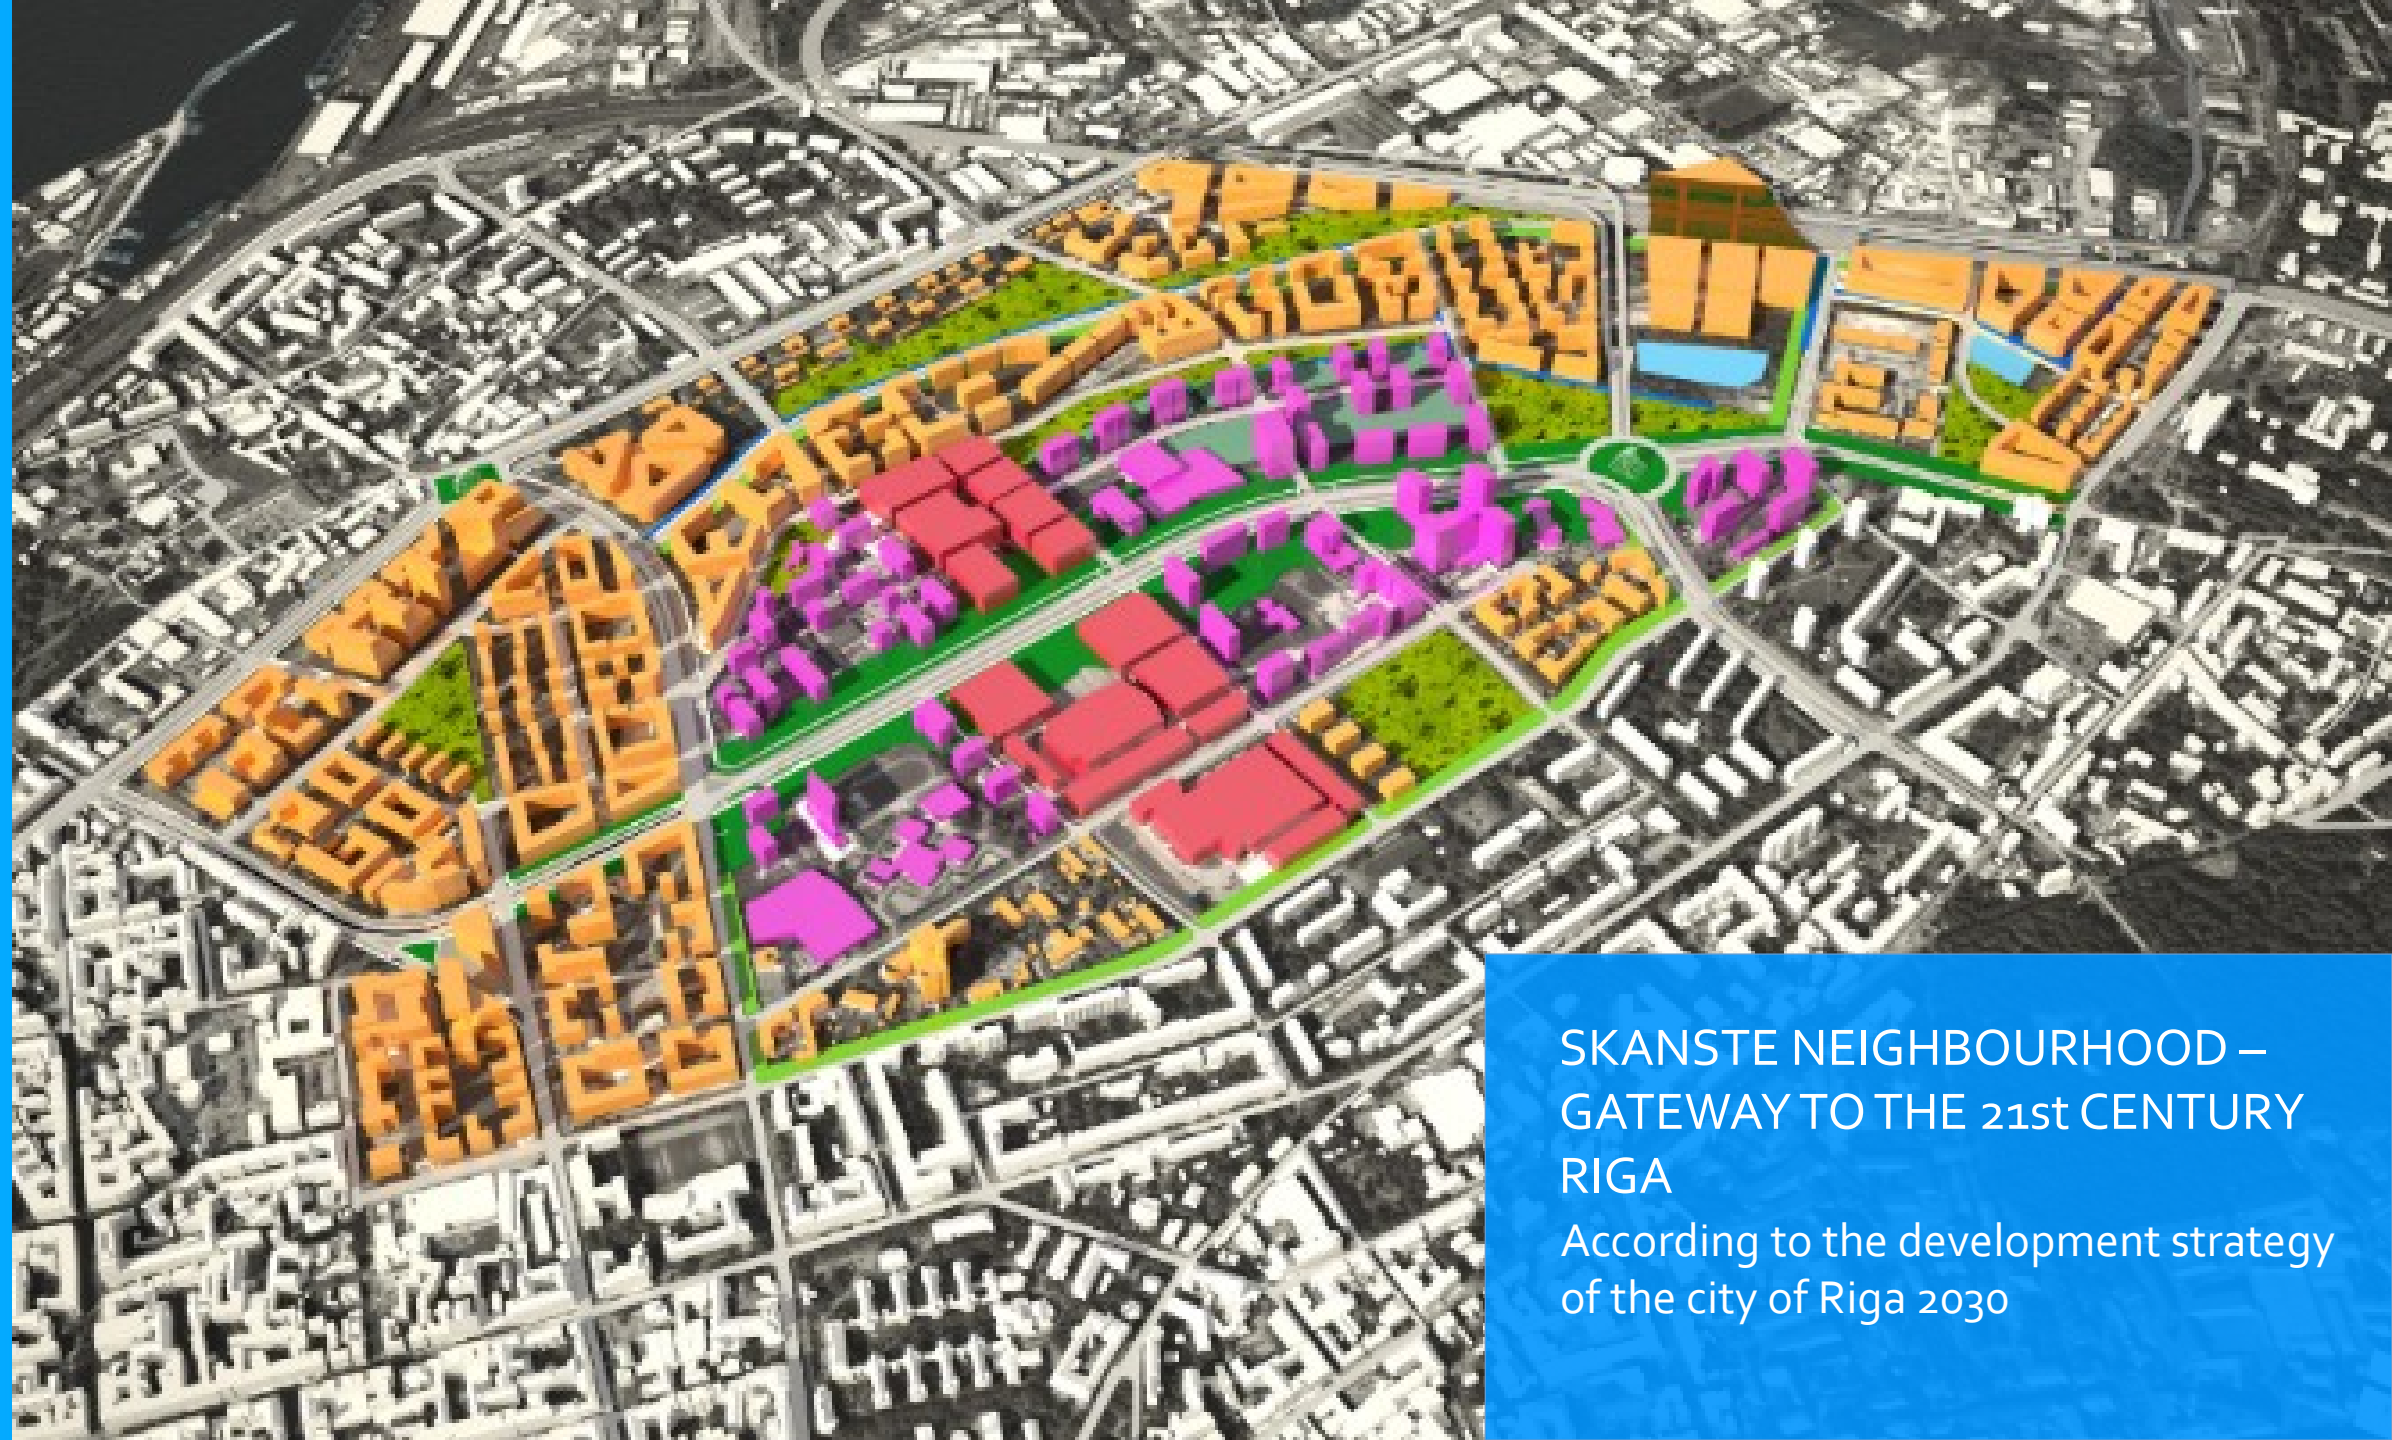 SKANSTE NEIGHBOURHOOD –
GATEWAY TO THE 21st CENTURY
RIGA
According to the development strategy
of the city of Riga 2030